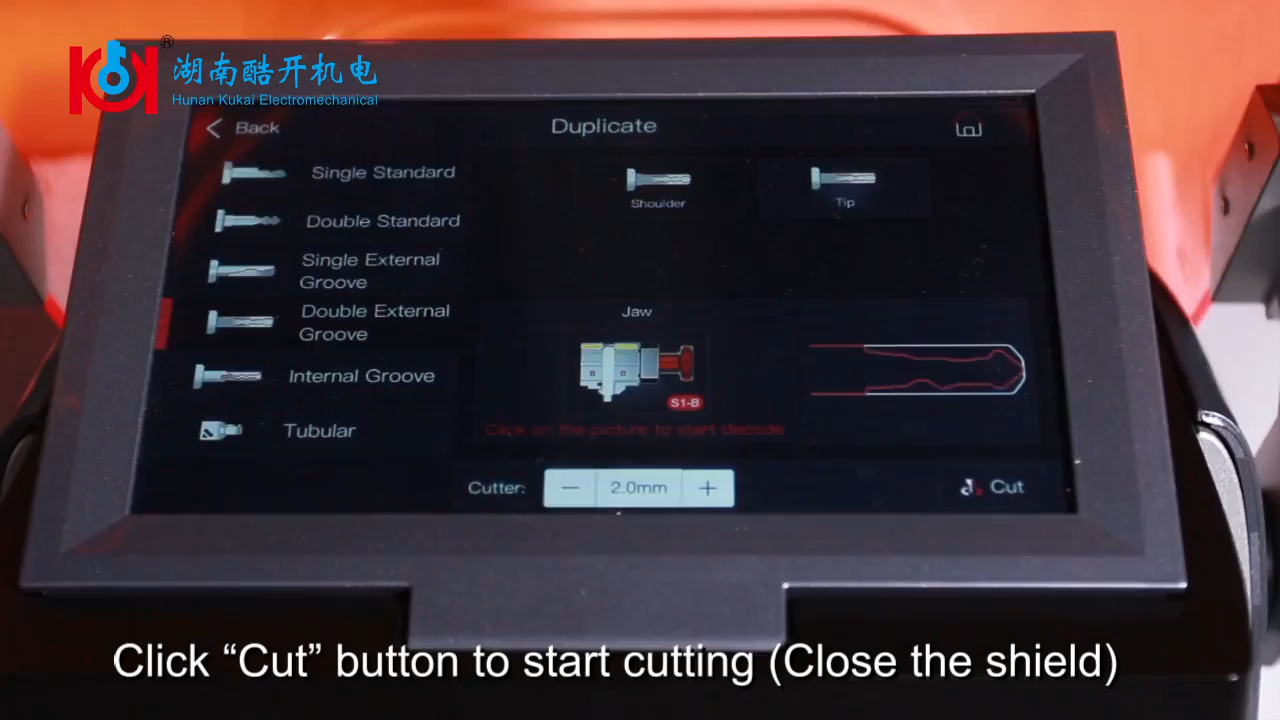 ®
湖南酷开机电
Hunan Kukai Electromechanical
Back
Duplicate
Single Standard
Double Standard
Single External
Groove
Double External
Groove
Internal Groove
Tubular
Shoulder
Tip
Jaw
B B
S1-B
Click on the picture to start decode
Cutter:
− 2.0mm +
Cut
Click “Cut” button to start cutting (Close the shield)